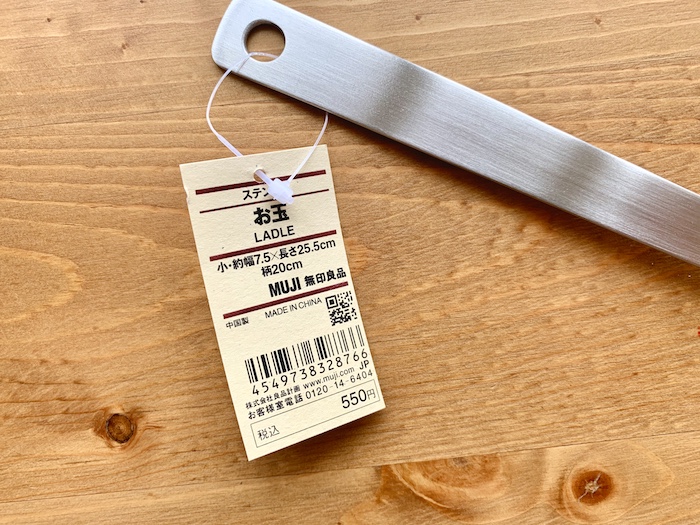 ステン
お玉
LADLE
小・約幅7.5×長さ25.5cm
柄20cm
MUJI 無印良品
中国製 MADE IN CHINA
4549738328766
株式会社良品計画 www.muji.com JP
お客様室電話 0120-14-6404
税込 550円